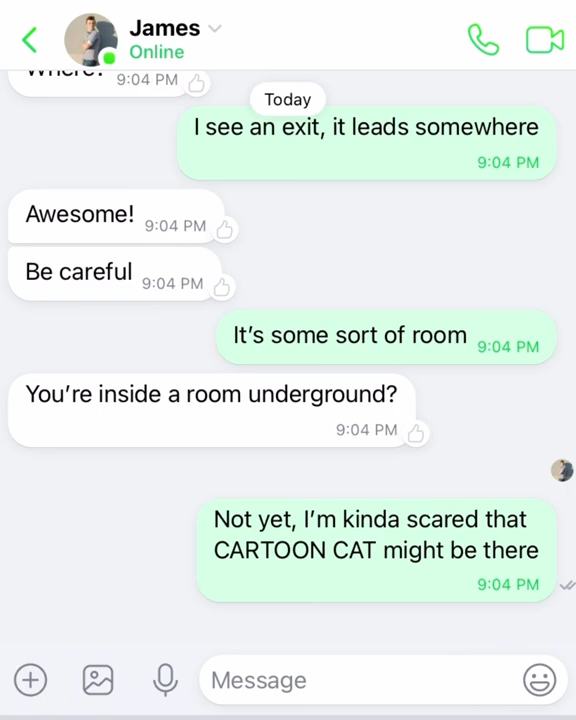 James
Online
Where?
9:04 PM
Today
I see an exit, it leads somewhere
9:04 PM
Awesome!
9:04 PM
Be careful
9:04 PM
It’s some sort of room
9:04 PM
You’re inside a room underground?
9:04 PM
Not yet, I’m kinda scared that
CARTOON CAT might be there
9:04 PM
Message